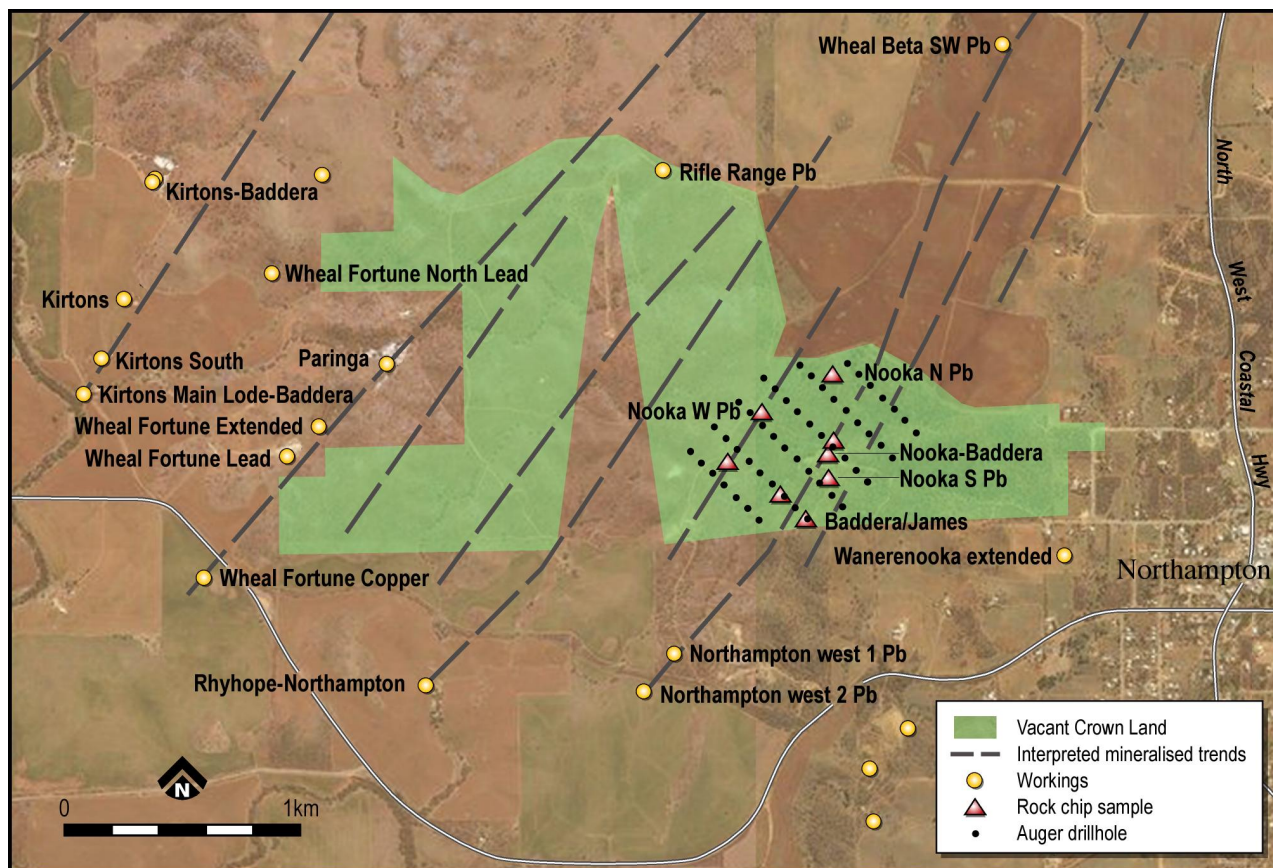 Wheal Beta SW Pb
North
West
Coastal
Hwy
Rifle Range Pb
Kirtons-Baddera
Wheal Fortune North Lead
Kirtons
Kirtons South
Paringa
Kirtons Main Lode-Baddera
Nooka N Pb
Nooka W Pb
Wheal Fortune Extended
Wheal Fortune Lead
Nooka-Baddera
Nooka S Pb
Baddera/James
Wanerenooka extended
Northampton
Wheal Fortune Copper
Northampton west 1 Pb
Rhyhope-Northampton
Northampton west 2 Pb
N
0 1km
Vacant Crown Land
Interpreted mineralised trends
Workings
Rock chip sample
Auger drillhole